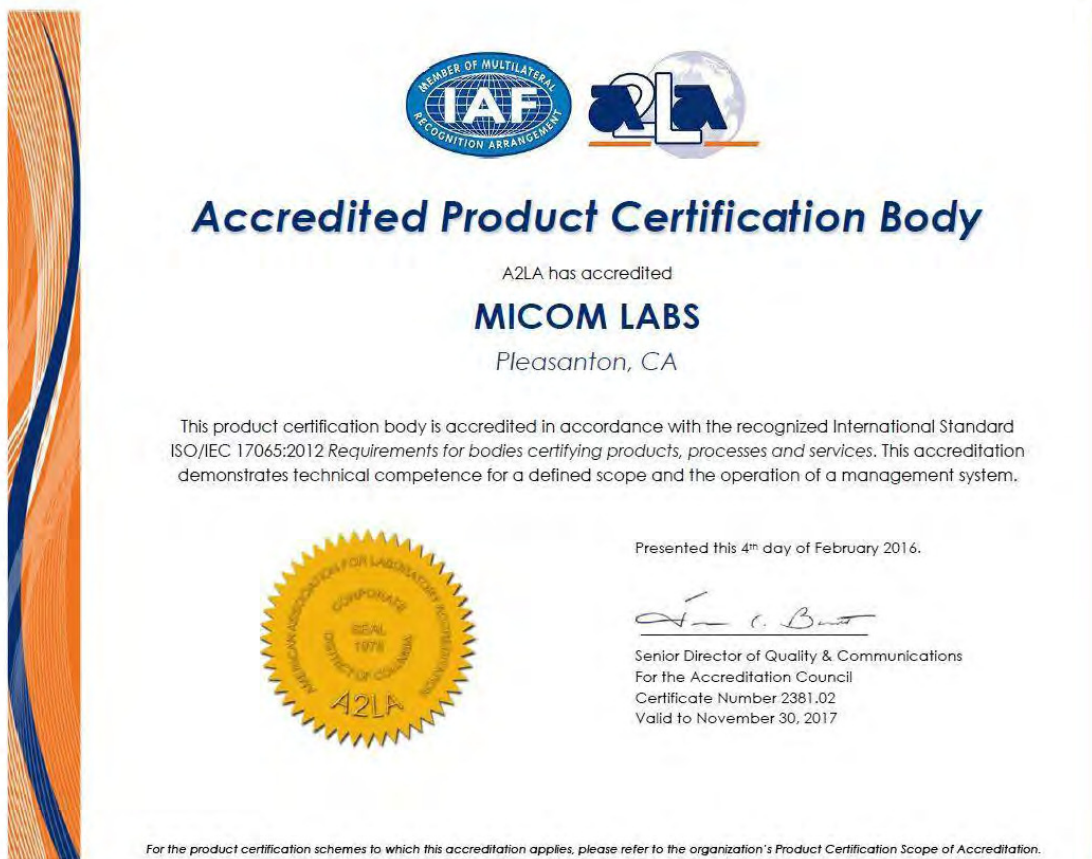 MEMBER OF MULTILATERAL
IAF
RECOGNITION ARRANGEMENT
a2La
Accredited Product Certification Body
A2LA has accredited
MICOM LABS
Pleasanton, CA
This product certification body is accredited in accordance with the recognized International Standard
ISO/IEC 17065:2012 Requirements for bodies certifying products, processes and services. This accreditation
demonstrates technical competence for a defined scope and the operation of a management system.
AMERICAN ASSOCIATION FOR LABORATORY ACCREDITATION
CORPORATE
SEAL
1978
DISTRICT OF COLUMBIA
A2LA
Presented this 4th day of February 2016.
Senior Director of Quality & Communications
For the Accreditation Council
Certificate Number 2381.02
Valid to November 30, 2017
For the product certification schemes to which this accreditation applies, please refer to the organization's Product Certification Scope of Accreditation.